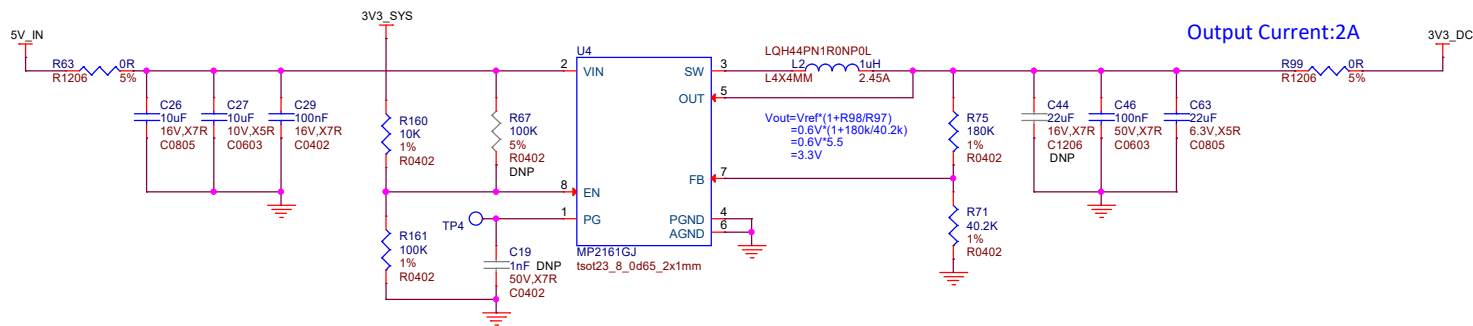 3V3_SYS
5V_IN
Output Current:2A
3V3_DC
R63
0R
R1206
5%
U4
LQH44PN1R0NP0L
L2
1uH
L4X4MM
2.45A
R99
0R
R1206
5%
2
VIN
SW
3
OUT
5
C26
10uF
16V,X7R
C0805
C27
10uF
10V,X5R
C0603
C29
100nF
16V,X7R
C0402
R160
10K
1%
R0402
R67
100K
5%
R0402
DNP
Vout=Vref*(1+R98/R97)
=0.6V*(1+180k/40.2k)
=0.6V*5.5
=3.3V
R75
180K
1%
R0402
C44
22uF
16V,X7R
C1206
DNP
C46
100nF
50V,X7R
C0603
C63
22uF
6.3V,X5R
C0805
8
EN
FB
7
TP4
1
PG
PGND
4
AGND
6
R161
100K
1%
R0402
C19
1nF DNP
50V,X7R
C0402
MP2161GJ
tsot23_8_0d65_2x1mm
R71
40.2K
1%
R0402